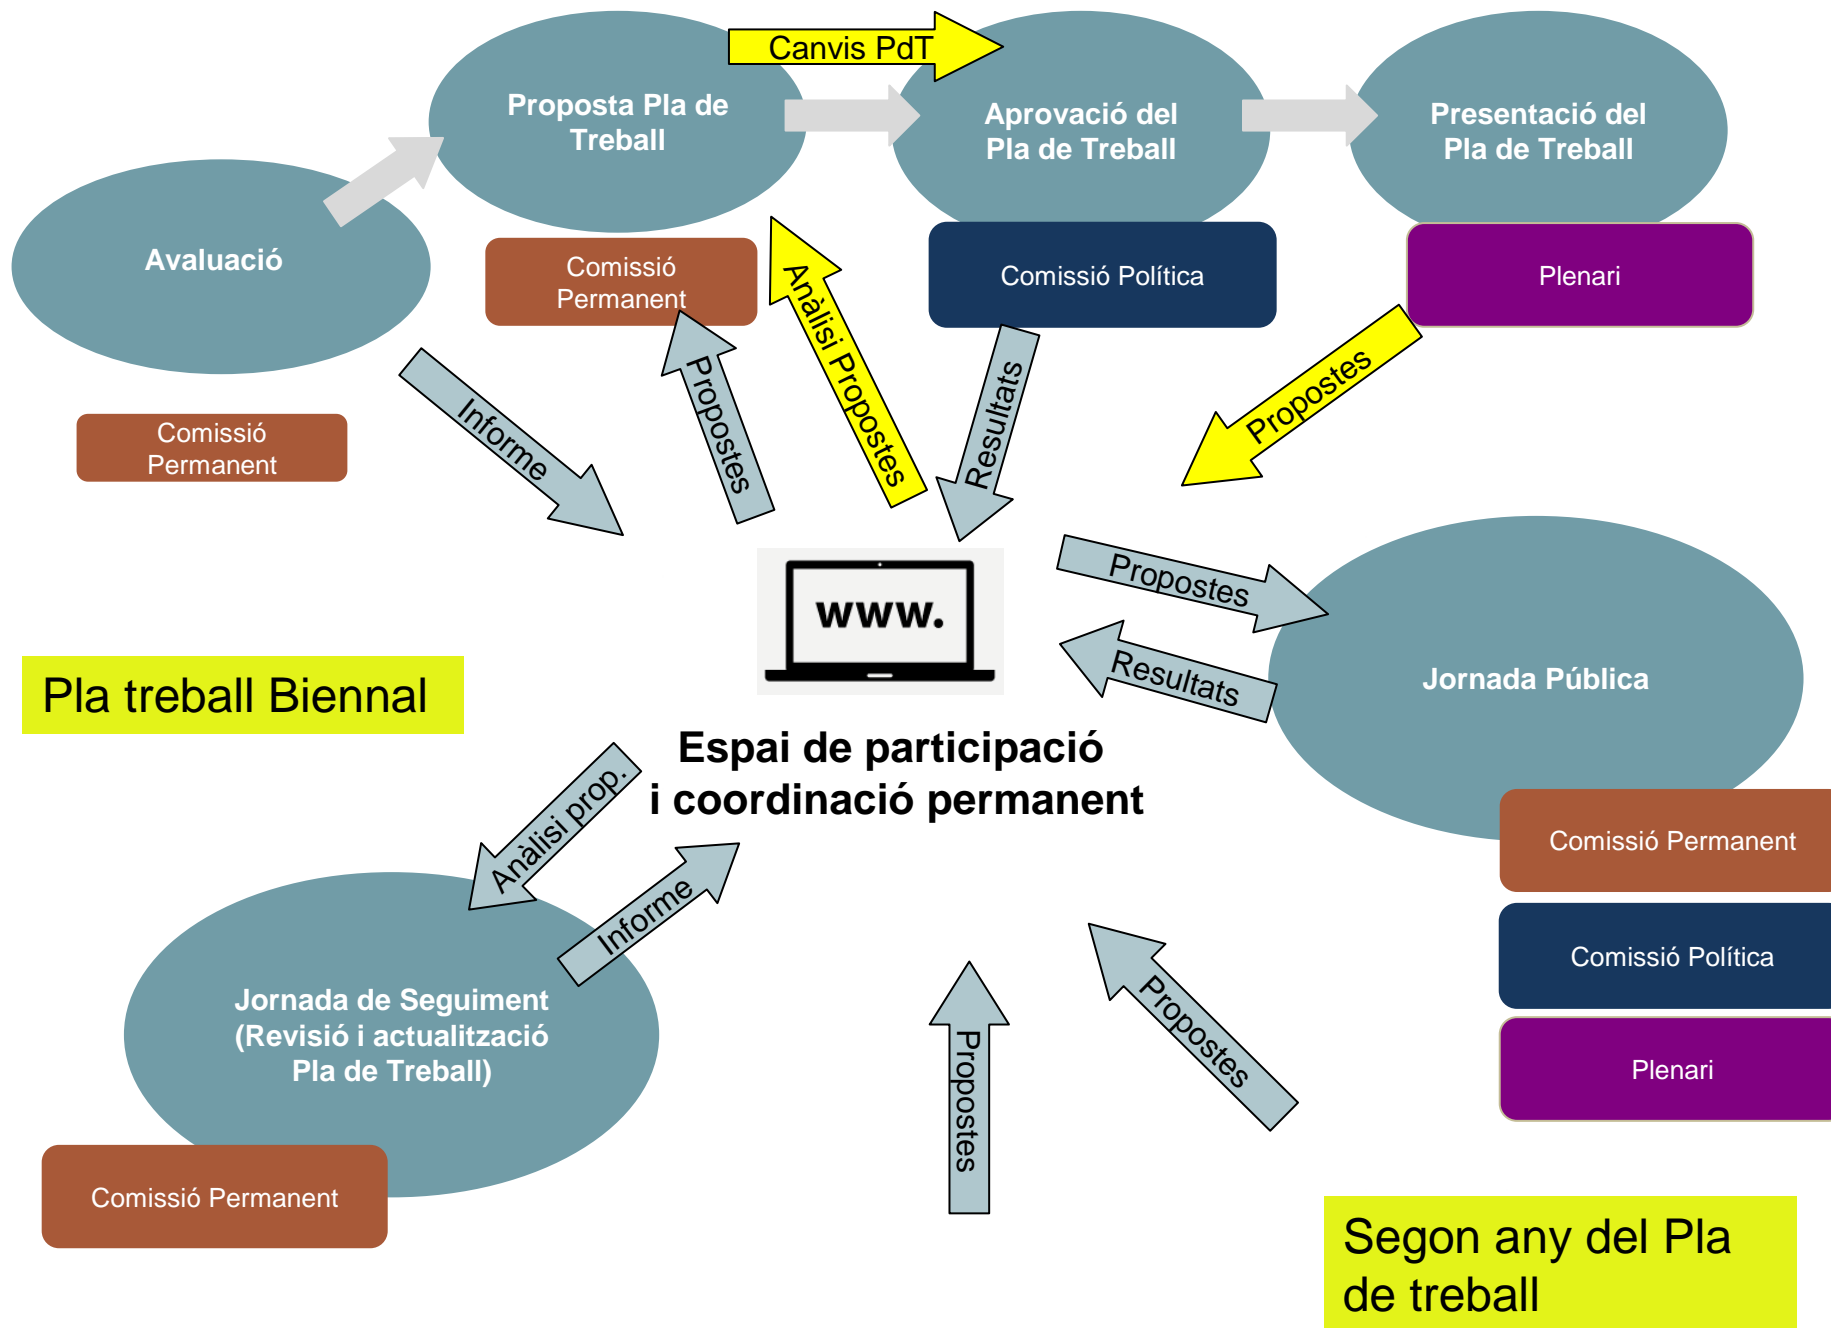 Canvis PdT
Proposta Pla de
Treball
Aprovació del
Pla de Treball
Presentació del
Pla de Treball
Avaluació
Comissió
Permanent
Comissió Política
Plenari
Comissió
Permanent
Informe
Propostes
Anàlisi Propostes
Resultats
Propostes
www.
Propostes
Resultats
Jornada Pública
Pla treball Biennal
Espai de participació
i coordinació permanent
Anàlisi prop.
Informe
Comissió Permanent
Comissió Política
Plenari
Jornada de Seguiment
(Revisió i actualització
Pla de Treball)
Propostes
Propostes
Comissió Permanent
Segon any del Pla
de treball